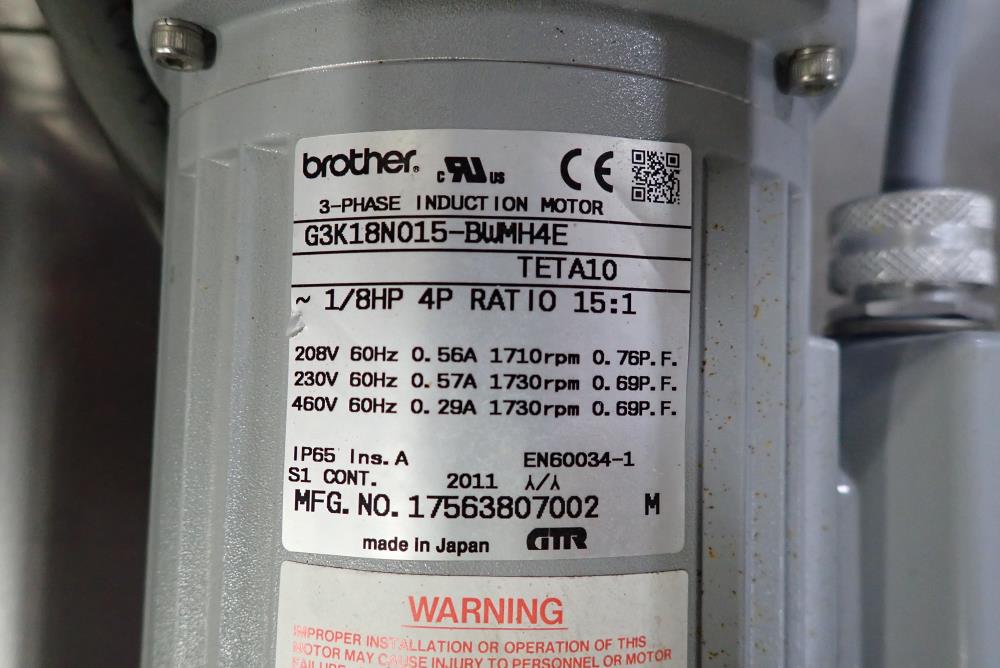 brother®
c RU us
CE
3-PHASE INDUCTION MOTOR
G3K18N015-BWMH4E
TETA10
~ 1/8HP 4P RATIO 15:1
208V 60Hz 0.56A 1710rpm 0.76P.F.
230V 60Hz 0.57A 1730rpm 0.69P.F.
460V 60Hz 0.29A 1730rpm 0.69P.F.
IP65 Ins.A EN60034-1
S1 CONT. 2011 ⅄/⅄
MFG.NO.17563807002 M
made in Japan GTR
WARNING
IMPROPER INSTALLATION OR OPERATION OF THIS
MOTOR MAY CAUSE INJURY TO PERSONNEL OR MOTOR
FAILURE